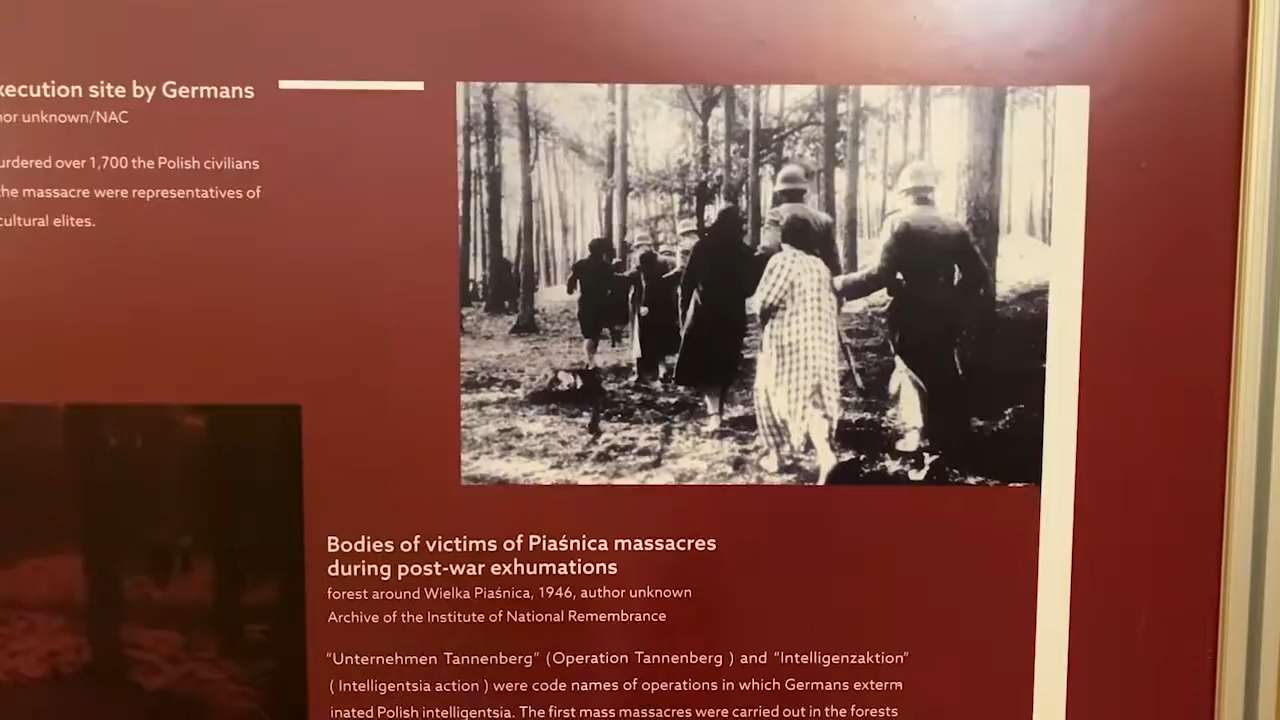 xecution site by Germans
or unknown/NAC
urdered over 1,700 the Polish civilians
he massacre were representatives of
cultural elites.
Bodies of victims of Piaśnica massacres
during post-war exhumations
forest around Wielka Piaśnica, 1946, author unknown
Archive of the Institute of National Remembrance
“Unternehmen Tannenberg” (Operation Tannenberg ) and “Intelligenzaktion”
( Intelligentsia action ) were code names of operations in which Germans exterm-
inated Polish intelligentsia. The first mass massacres were carried out in the forests